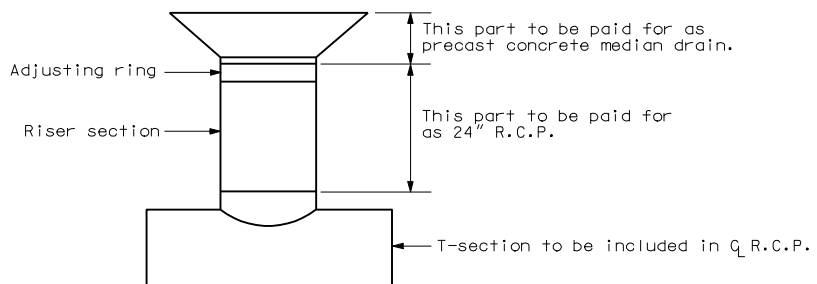 This part to be paid for as
precast concrete median drain.
Adjusting ring
This part to be paid for
as 24" R.C.P.
Riser section
T-section to be included in ℄ R.C.P.